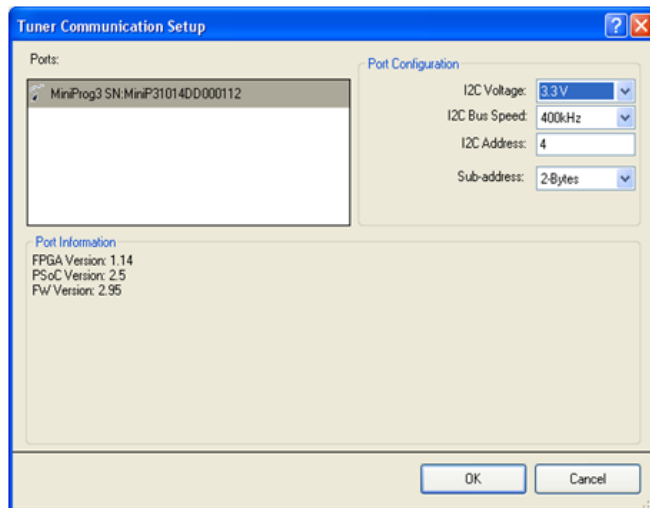 Tuner Communication Setup
Ports:
MiniProg3 SN:MiniP31014DD000112
Port Configuration
I2C Voltage: 3.3 V
I2C Bus Speed: 400kHz
I2C Address: 4
Sub-address: 2-Bytes
Port Information
FPGA Version: 1.14
PSoC Version: 2.5
FW Version: 2.95
OK Cancel